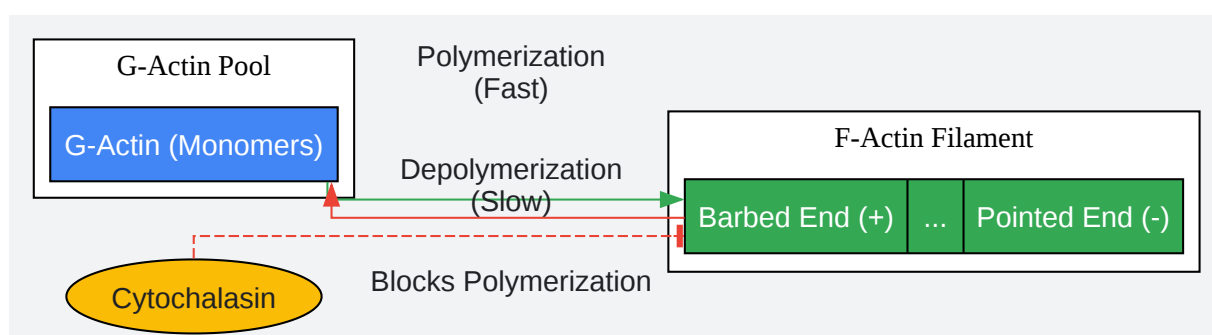 G-Actin Pool
G-Actin (Monomers)
Polymerization
(Fast)
Depolymerization
(Slow)
F-Actin Filament
Barbed End (+)
...
Pointed End (-)
Cytochalasin
Blocks Polymerization